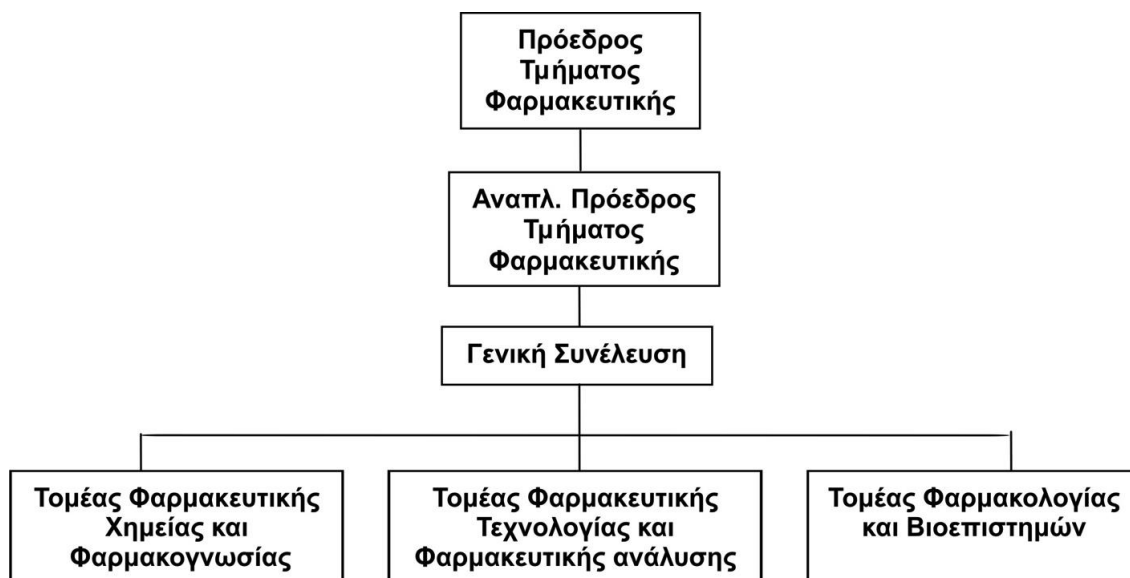 Πρόεδρος
Τμήματος
Φαρμακευτικής
Αναπλ. Πρόεδρος
Τμήματος
Φαρμακευτικής
Γενική Συνέλευση
Τομέας Φαρμακευτικής
Χημείας και
Φαρμακογνωσίας
Τομέας Φαρμακευτικής
Τεχνολογίας και
Φαρμακευτικής ανάλυσης
Τομέας Φαρμακολογίας
και Βιοεπιστημών